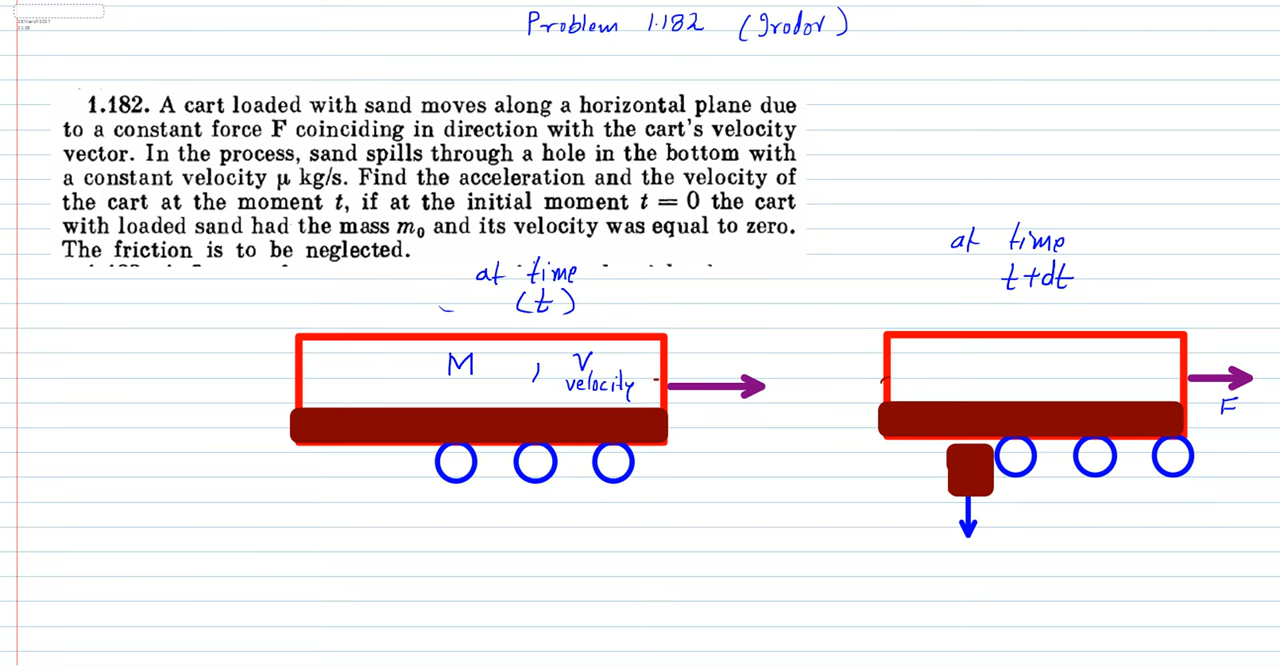 Problem 1.182 (Irodov)
1.182. A cart loaded with sand moves along a horizontal plane due
to a constant force F coinciding in direction with the cart's velocity
vector. In the process, sand spills through a hole in the bottom with
a constant velocity μ kg/s. Find the acceleration and the velocity of
the cart at the moment t, if at the initial moment t = 0 the cart
with loaded sand had the mass m₀ and its velocity was equal to zero.
The friction is to be neglected.
at time
(t)
M , V
velocity
at time
t+dt
F